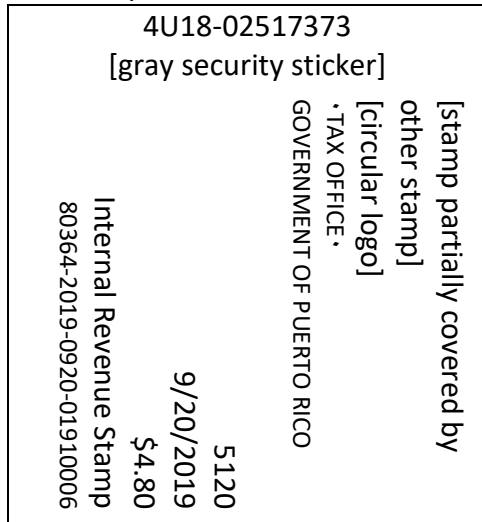 4U18-02517373
[gray security sticker]
[stamp partially covered by
other stamp]
[circular logo]
·TAX OFFICE·
GOVERNMENT OF PUERTO RICO
5120
9/20/2019
$4.80
Internal Revenue Stamp
80364-2019-0920-01910006